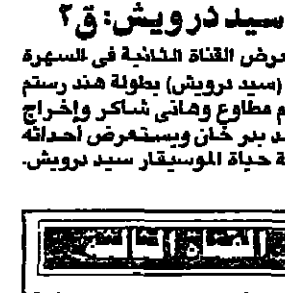 سيد درويش: ق٢
عرض القناة الثانية فى السهرة
(سيد درويش) بطولة هند رستم
م مطاوع وهانى شاكر وإخراج
بدر خان ويستعرض أحداثه
حياة الموسيقار سيد درويش.